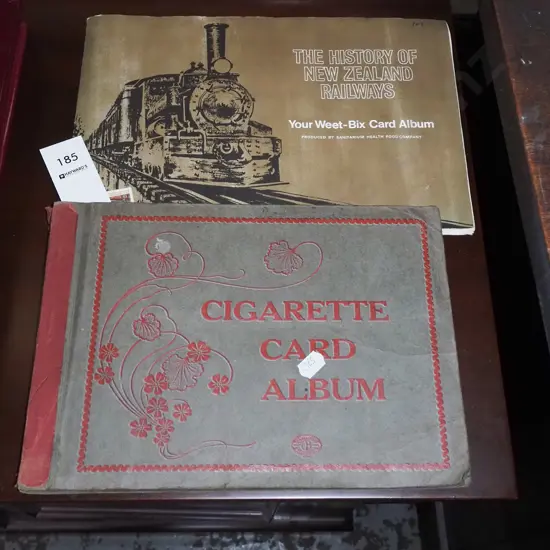 THE HISTORY OF
NEW ZEALAND
RAILWAYS
Your Weet-Bix Card Album
PRODUCED BY SANITARIUM HEALTH FOOD COMPANY
185
HAYWARD'S
CIGARETTE
CARD
ALBUM